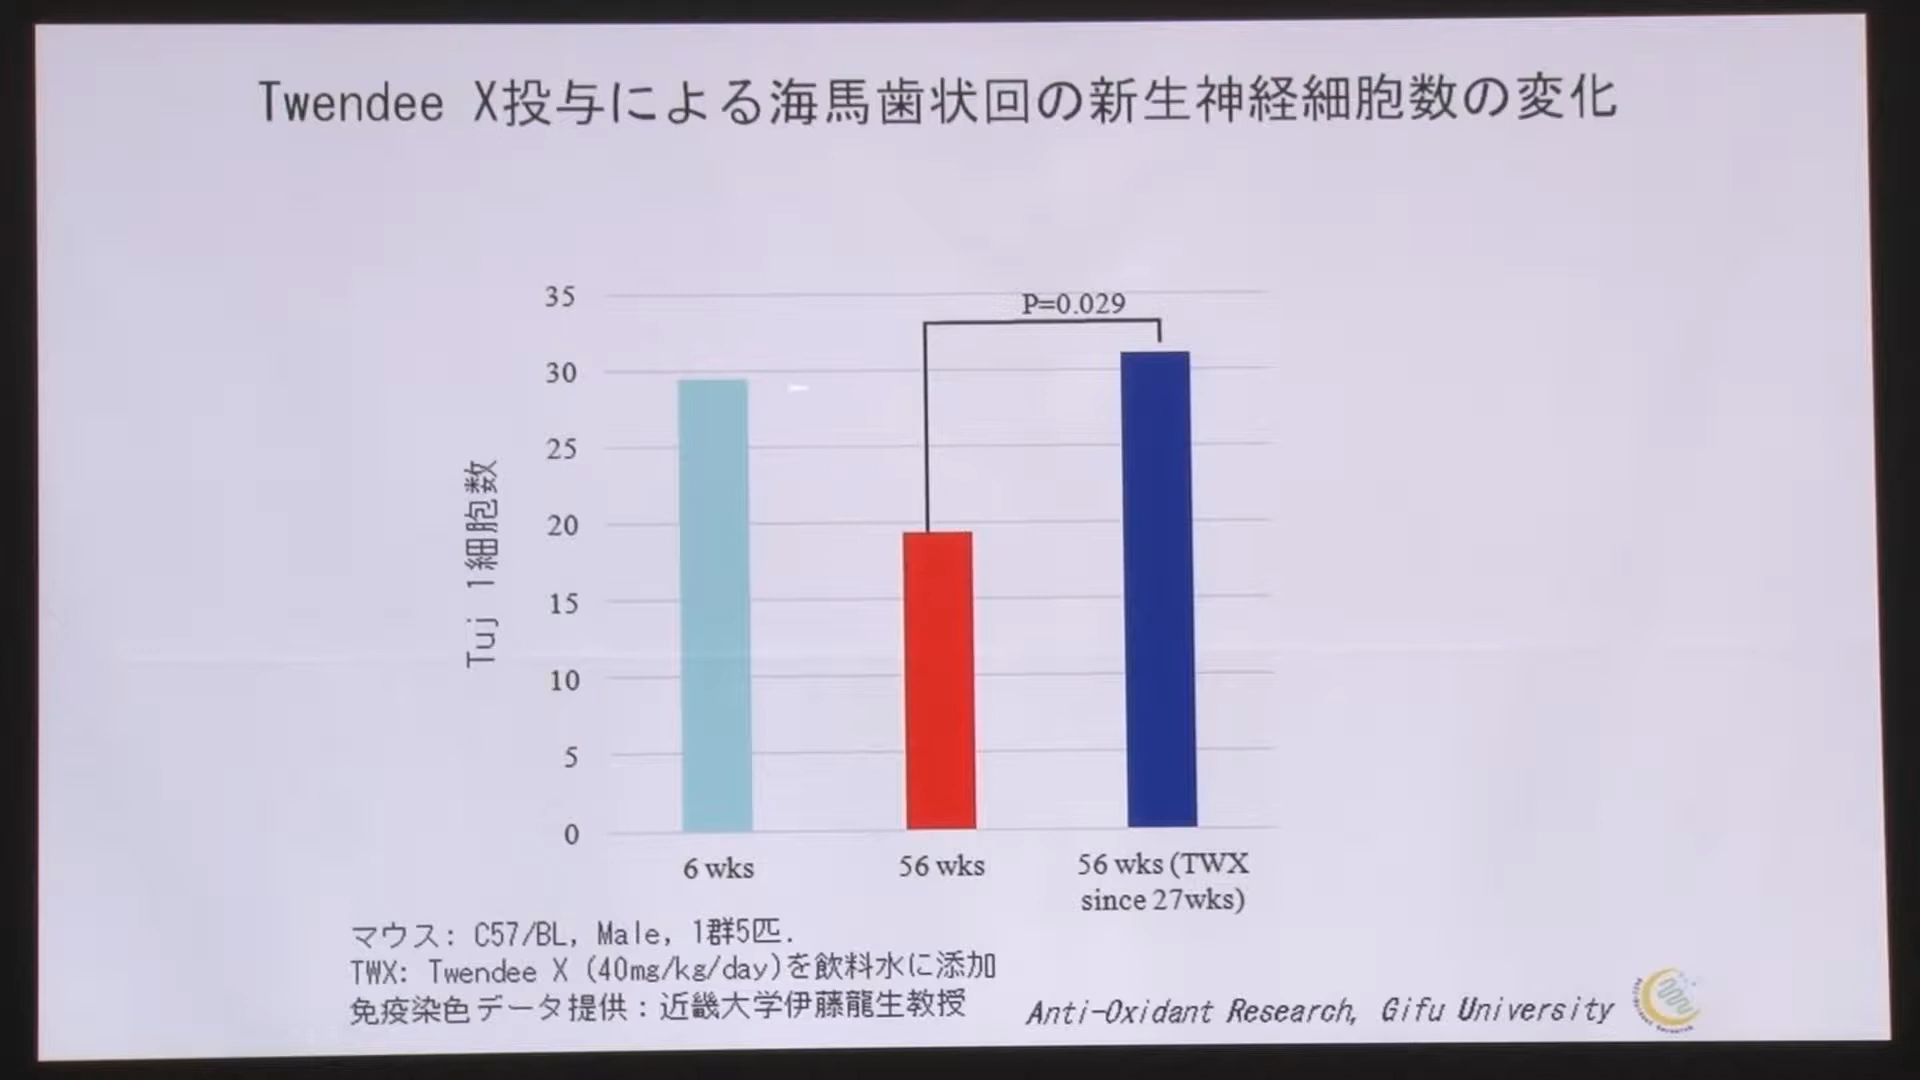 Twendee X投与による海馬歯状回の新生神経細胞数の変化
35
P=0.029
30
25
20
15
10
5
0
Tuj 1細胞数
6 wks
56 wks
56 wks (TWX
since 27wks)
マウス: C57/BL, Male, 1群5匹.
TWX: Twendee X (40mg/kg/day)を飲料水に添加
免疫染色データ提供：近畿大学伊藤龍生教授
Anti-Oxidant Research, Gifu University